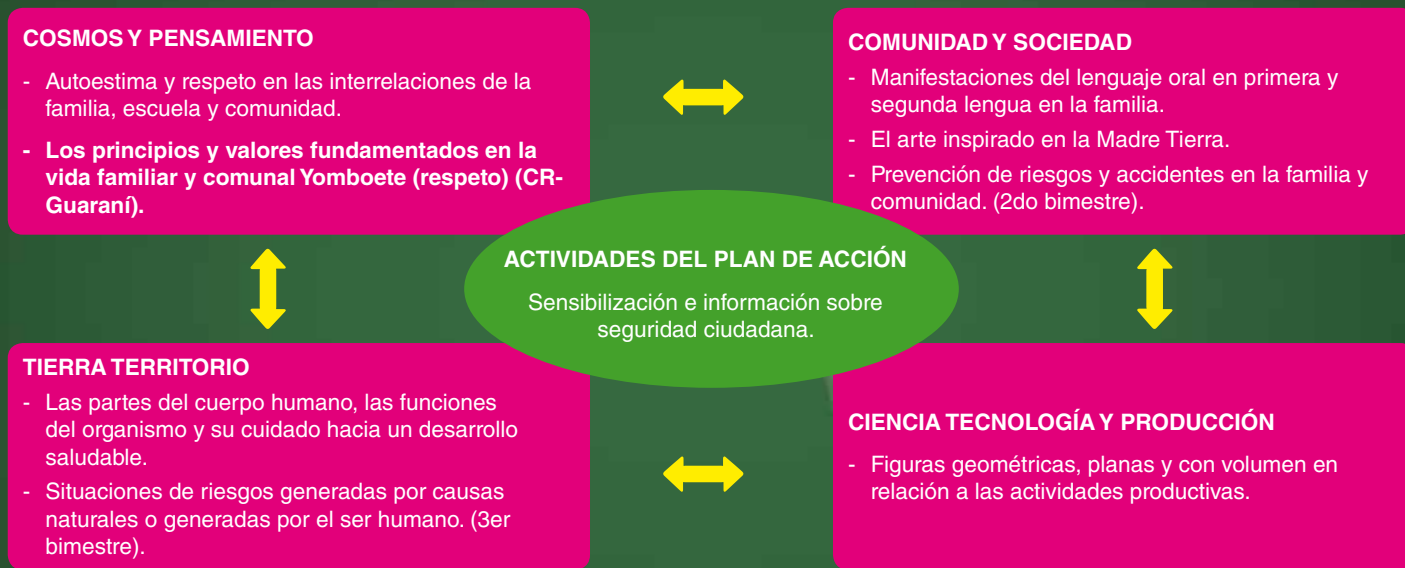 COSMOS Y PENSAMIENTO
- Autoestima y respeto en las interrelaciones de la
familia, escuela y comunidad.
- Los principios y valores fundamentados en la
vida familiar y comunal Yomboete (respeto) (CR-
Guaraní).
COMUNIDAD Y SOCIEDAD
- Manifestaciones del lenguaje oral en primera y
segunda lengua en la familia.
- El arte inspirado en la Madre Tierra.
- Prevención de riesgos y accidentes en la familia y
comunidad. (2do bimestre).
ACTIVIDADES DEL PLAN DE ACCIÓN
Sensibilización e información sobre
seguridad ciudadana.
TIERRA TERRITORIO
- Las partes del cuerpo humano, las funciones
del organismo y su cuidado hacia un desarrollo
saludable.
- Situaciones de riesgos generadas por causas
naturales o generadas por el ser humano. (3er
bimestre).
CIENCIA TECNOLOGÍA Y PRODUCCIÓN
- Figuras geométricas, planas y con volumen en
relación a las actividades productivas.